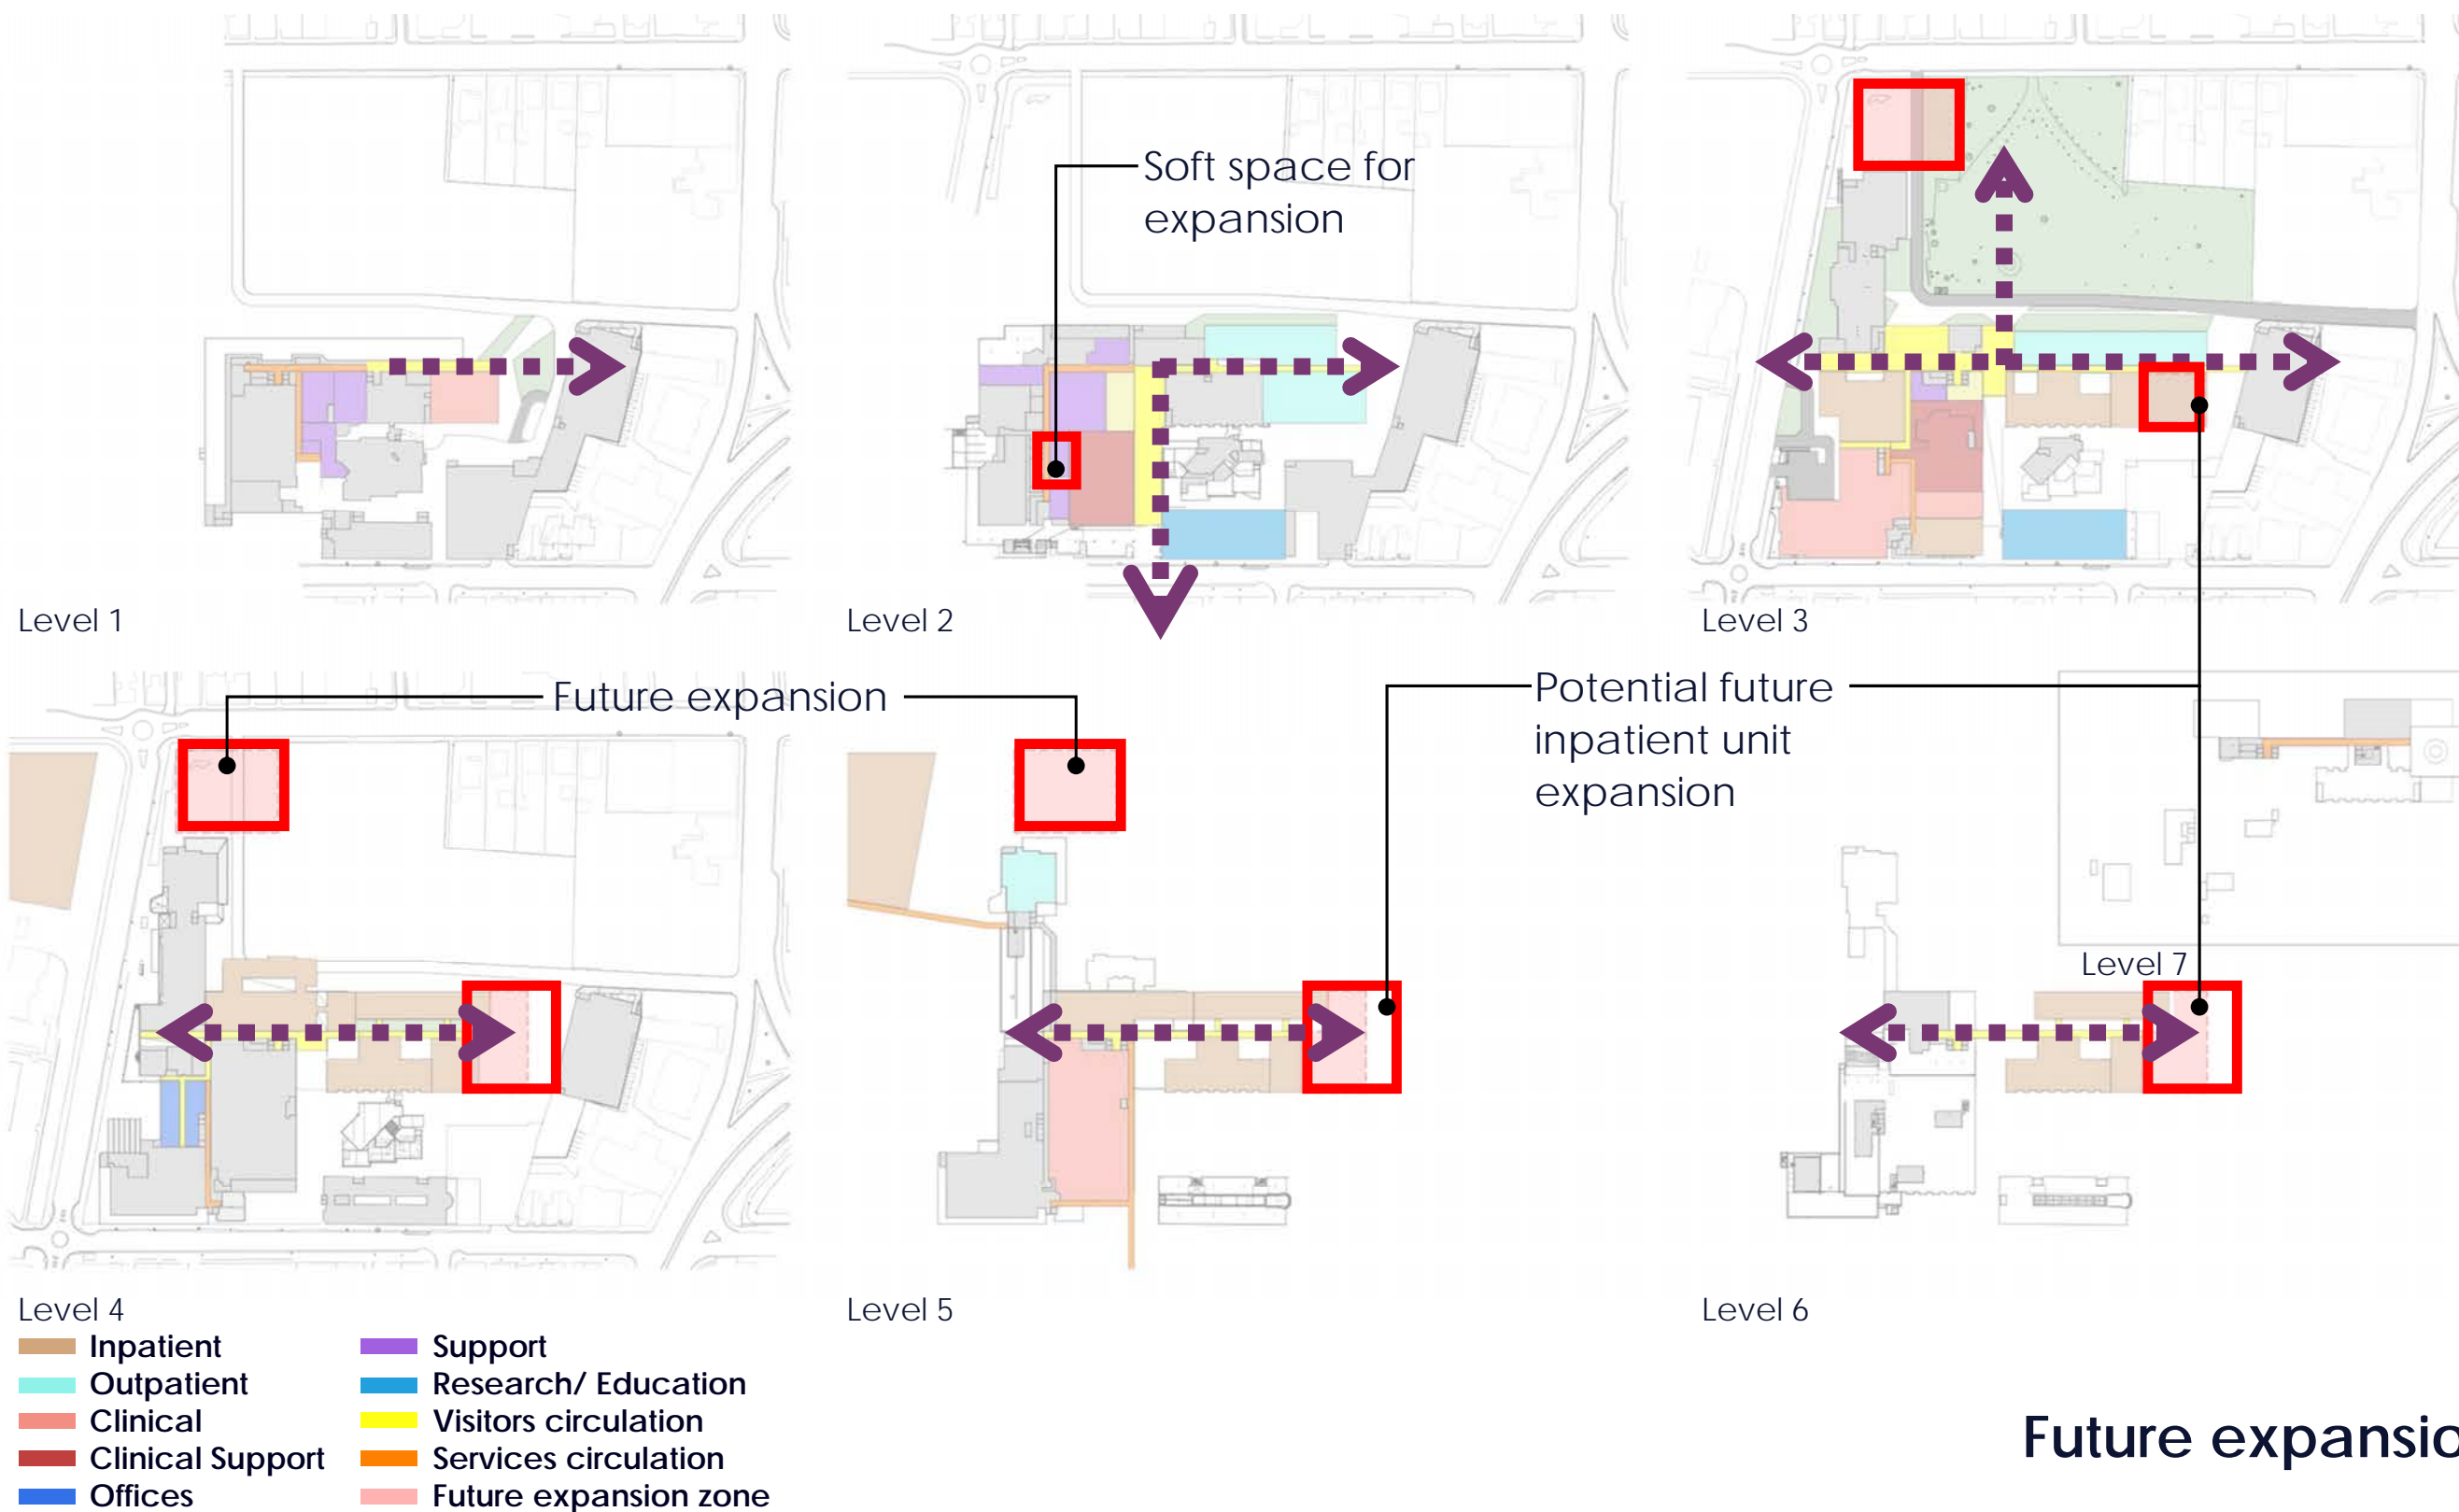 Soft space for
expansion
Level 1
Level 2
Level 3
Future expansion
Potential future
inpatient unit
expansion
Level 7
Level 4
Level 5
Level 6
Inpatient
Outpatient
Clinical
Clinical Support
Offices
Support
Research/ Education
Visitors circulation
Services circulation
Future expansion zone
Future expansio